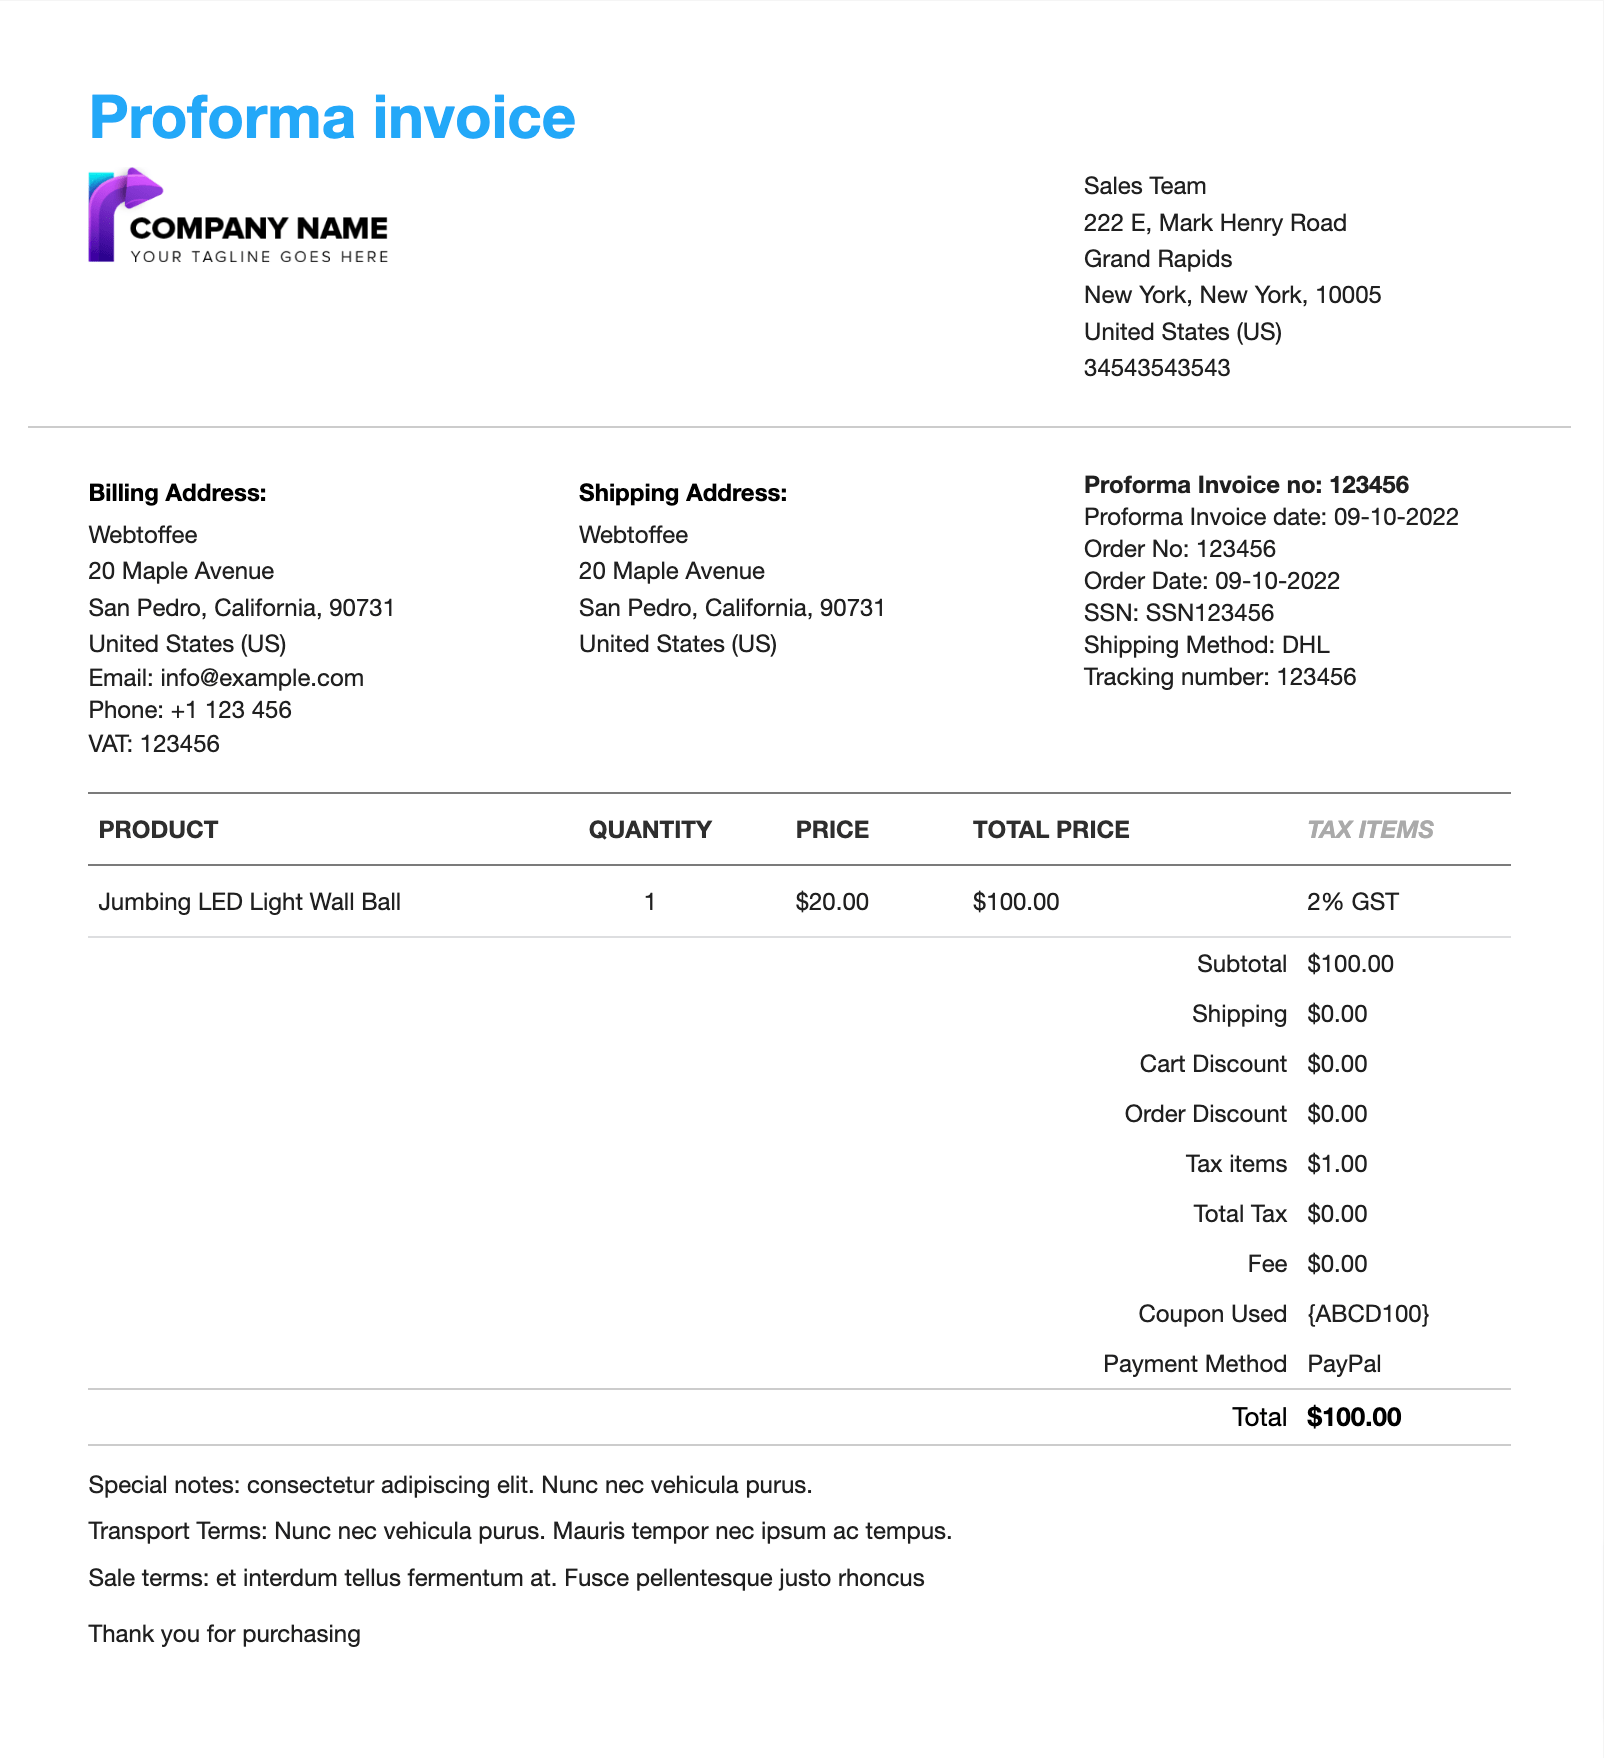 Proforma invoice
COMPANY NAME
YOUR TAGLINE GOES HERE
Sales Team
222 E, Mark Henry Road
Grand Rapids
New York, New York, 10005
United States (US)
34543543543
Billing Address:
Webtoffee
20 Maple Avenue
San Pedro, California, 90731
United States (US)
Email: info@example.com
Phone: +1 123 456
VAT: 123456
Shipping Address:
Webtoffee
20 Maple Avenue
San Pedro, California, 90731
United States (US)
Proforma Invoice no: 123456
Proforma Invoice date: 09-10-2022
Order No: 123456
Order Date: 09-10-2022
SSN: SSN123456
Shipping Method: DHL
Tracking number: 123456
PRODUCT QUANTITY PRICE TOTAL PRICE TAX ITEMS
Jumbing LED Light Wall Ball 1 $20.00 $100.00 2% GST
Subtotal $100.00
Shipping $0.00
Cart Discount $0.00
Order Discount $0.00
Tax items $1.00
Total Tax $0.00
Fee $0.00
Coupon Used {ABCD100}
Payment Method PayPal
Total $100.00
Special notes: consectetur adipiscing elit. Nunc nec vehicula purus.
Transport Terms: Nunc nec vehicula purus. Mauris tempor nec ipsum ac tempus.
Sale terms: et interdum tellus fermentum at. Fusce pellentesque justo rhoncus
Thank you for purchasing